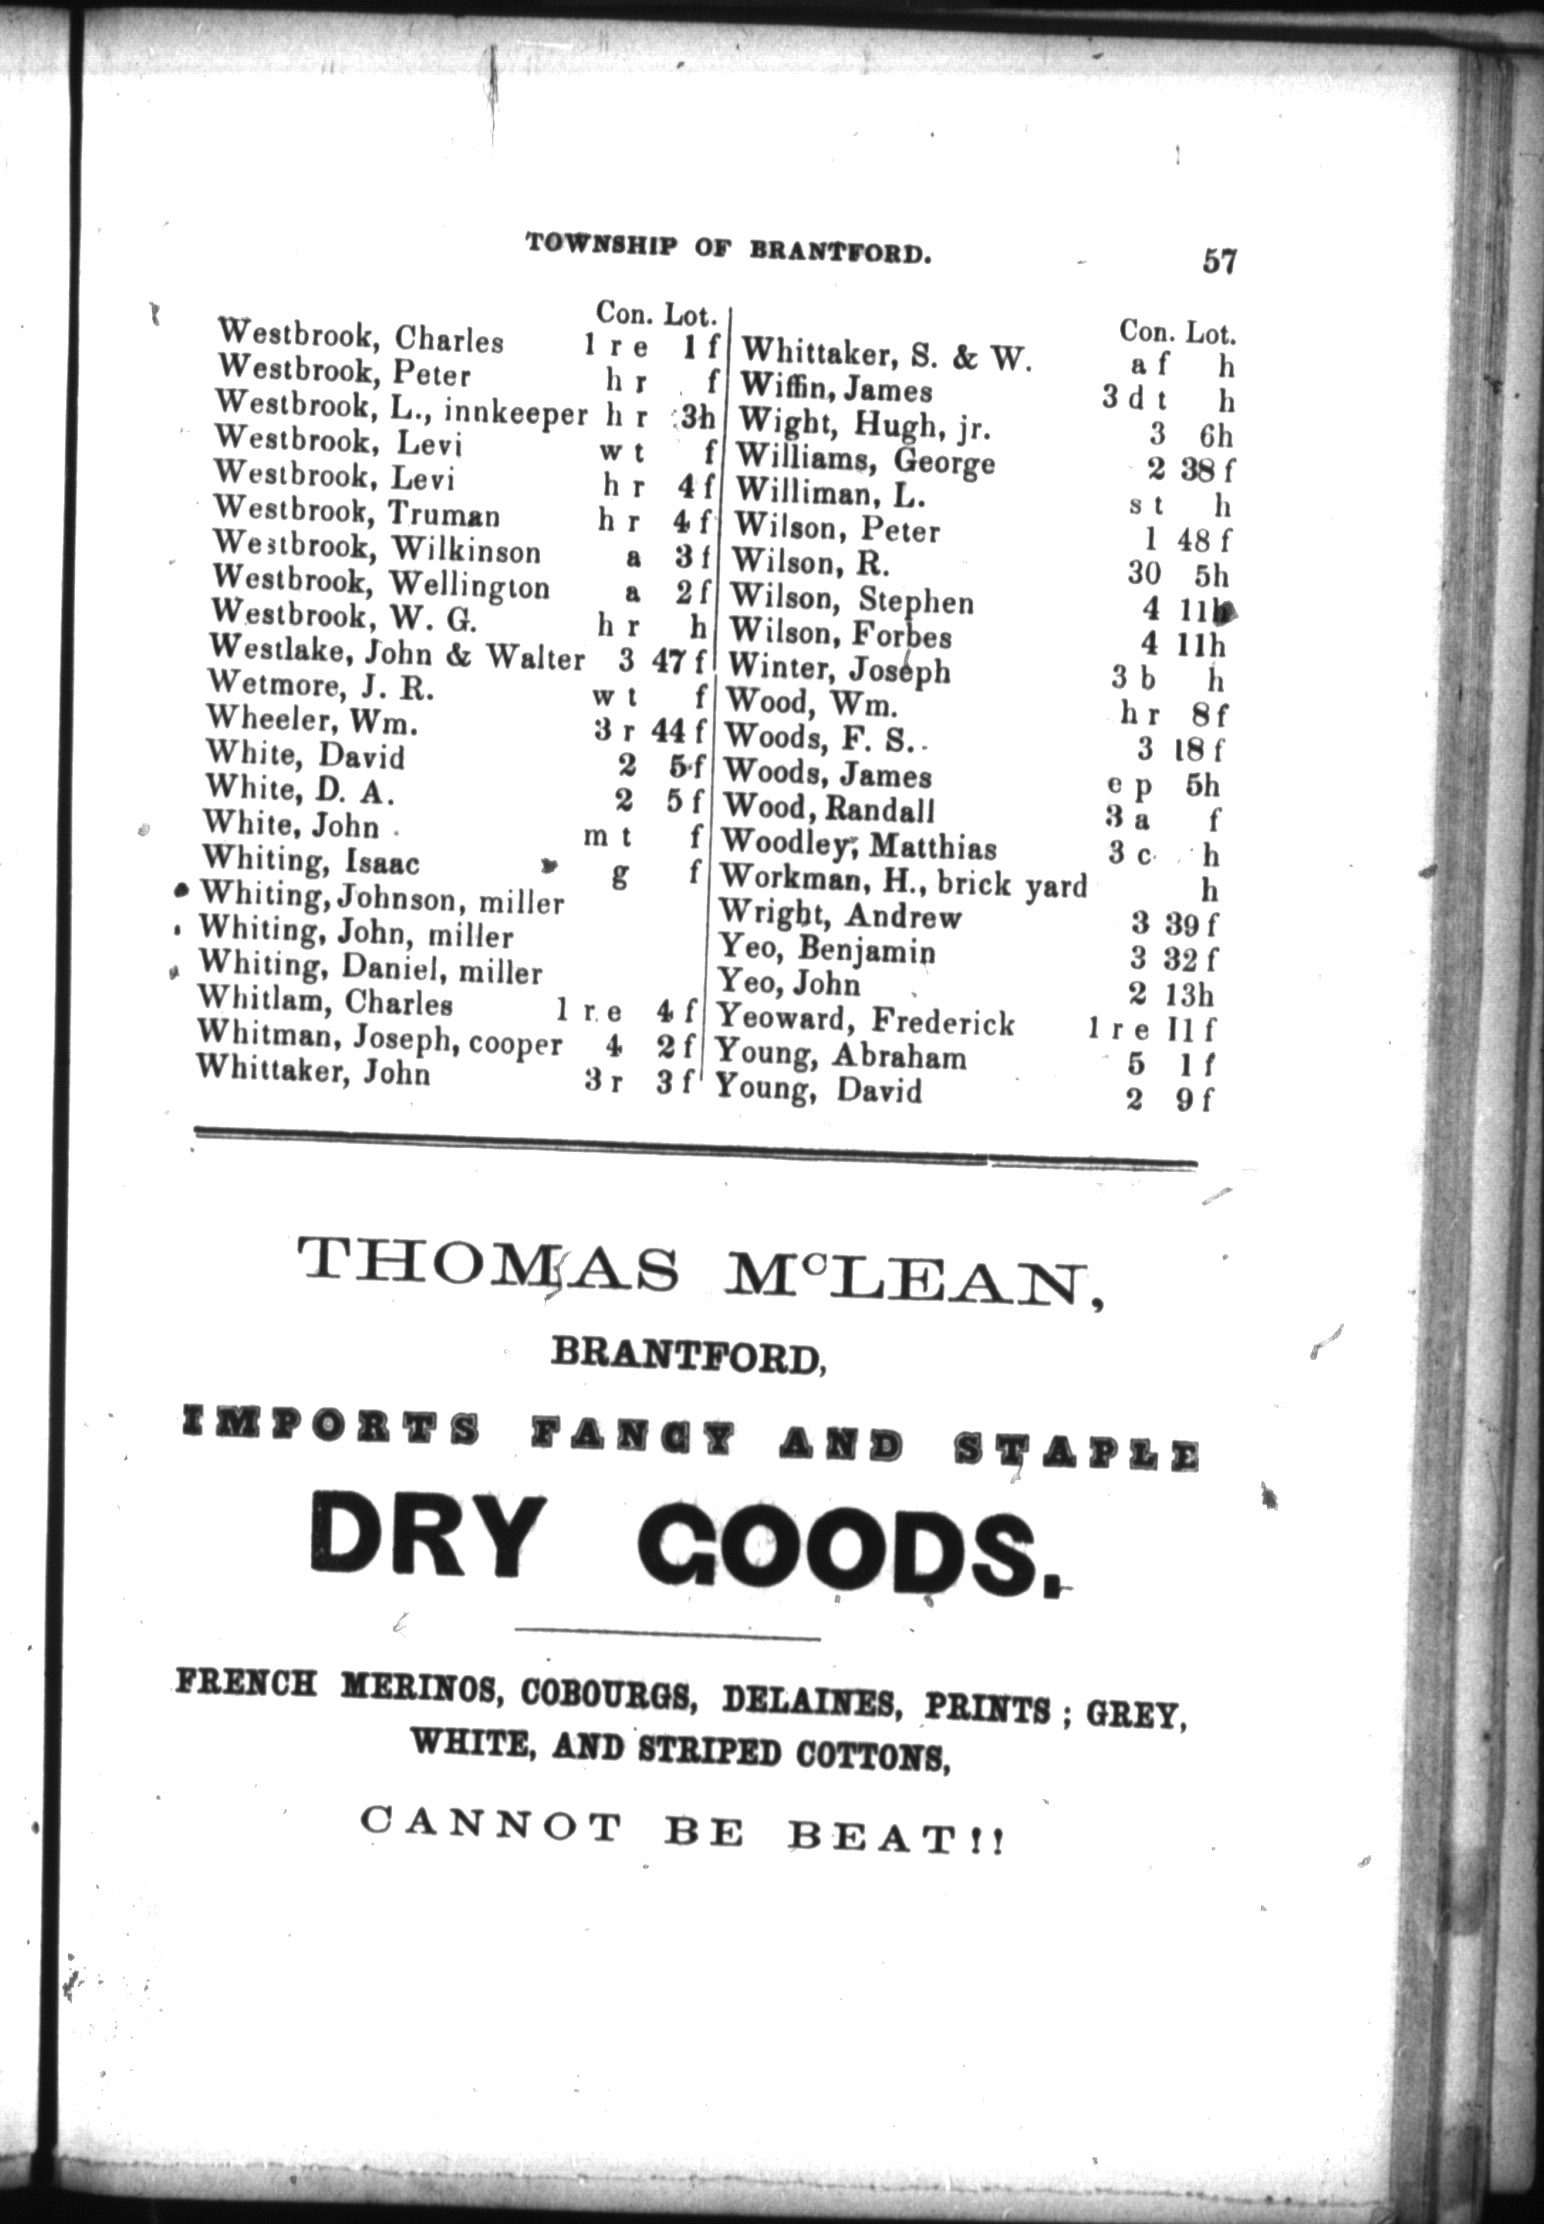 TOWNSHIP OF BRANTFORD. 57
Con. Lot.
Westbrook, Charles 1 r e 1 f
Westbrook, Peter h r f
Westbrook, L., innkeeper h r 3h
Westbrook, Levi w t f
Westbrook, Levi h r 4 f
Westbrook, Truman h r 4 f
Westbrook, Wilkinson a 3 f
Westbrook, Wellington a 2 f
Westbrook, W. G. h r h
Westlake, John & Walter 3 47 f
Wetmore, J. R. w t f
Wheeler, Wm. 3 r 44 f
White, David 2 5 f
White, D. A. 2 5 f
White, John m t f
Whiting, Isaac g f
Whiting, Johnson, miller
Whiting, John, miller
Whiting, Daniel, miller
Whitlam, Charles 1 r e 4 f
Whitman, Joseph, cooper 4 2 f
Whittaker, John 3 r 3 f
Con. Lot.
Whittaker, S. & W. a f h
Wiffin, James 3 d t h
Wight, Hugh, jr. 3 6h
Williams, George 2 38 f
Williman, L. s t h
Wilson, Peter 1 48 f
Wilson, R. 30 5h
Wilson, Stephen 4 11h
Wilson, Forbes 4 11h
Winter, Joseph 3 b h
Wood, Wm. h r 8 f
Woods, F. S. 3 18 f
Woods, James e p 5h
Wood, Randall 3 a f
Woodley, Matthias 3 c h
Workman, H., brick yard h
Wright, Andrew 3 39 f
Yeo, Benjamin 3 32 f
Yeo, John 2 13h
Yeoward, Frederick 1 r e 11 f
Young, Abraham 5 1 f
Young, David 2 9 f
THOMAS McLEAN,
BRANTFORD,
IMPORTS FANCY AND STAPLE
DRY GOODS.
FRENCH MERINOS, COBOURGS, DELAINES, PRINTS ; GREY,
WHITE, AND STRIPED COTTONS,
CANNOT BE BEAT!!